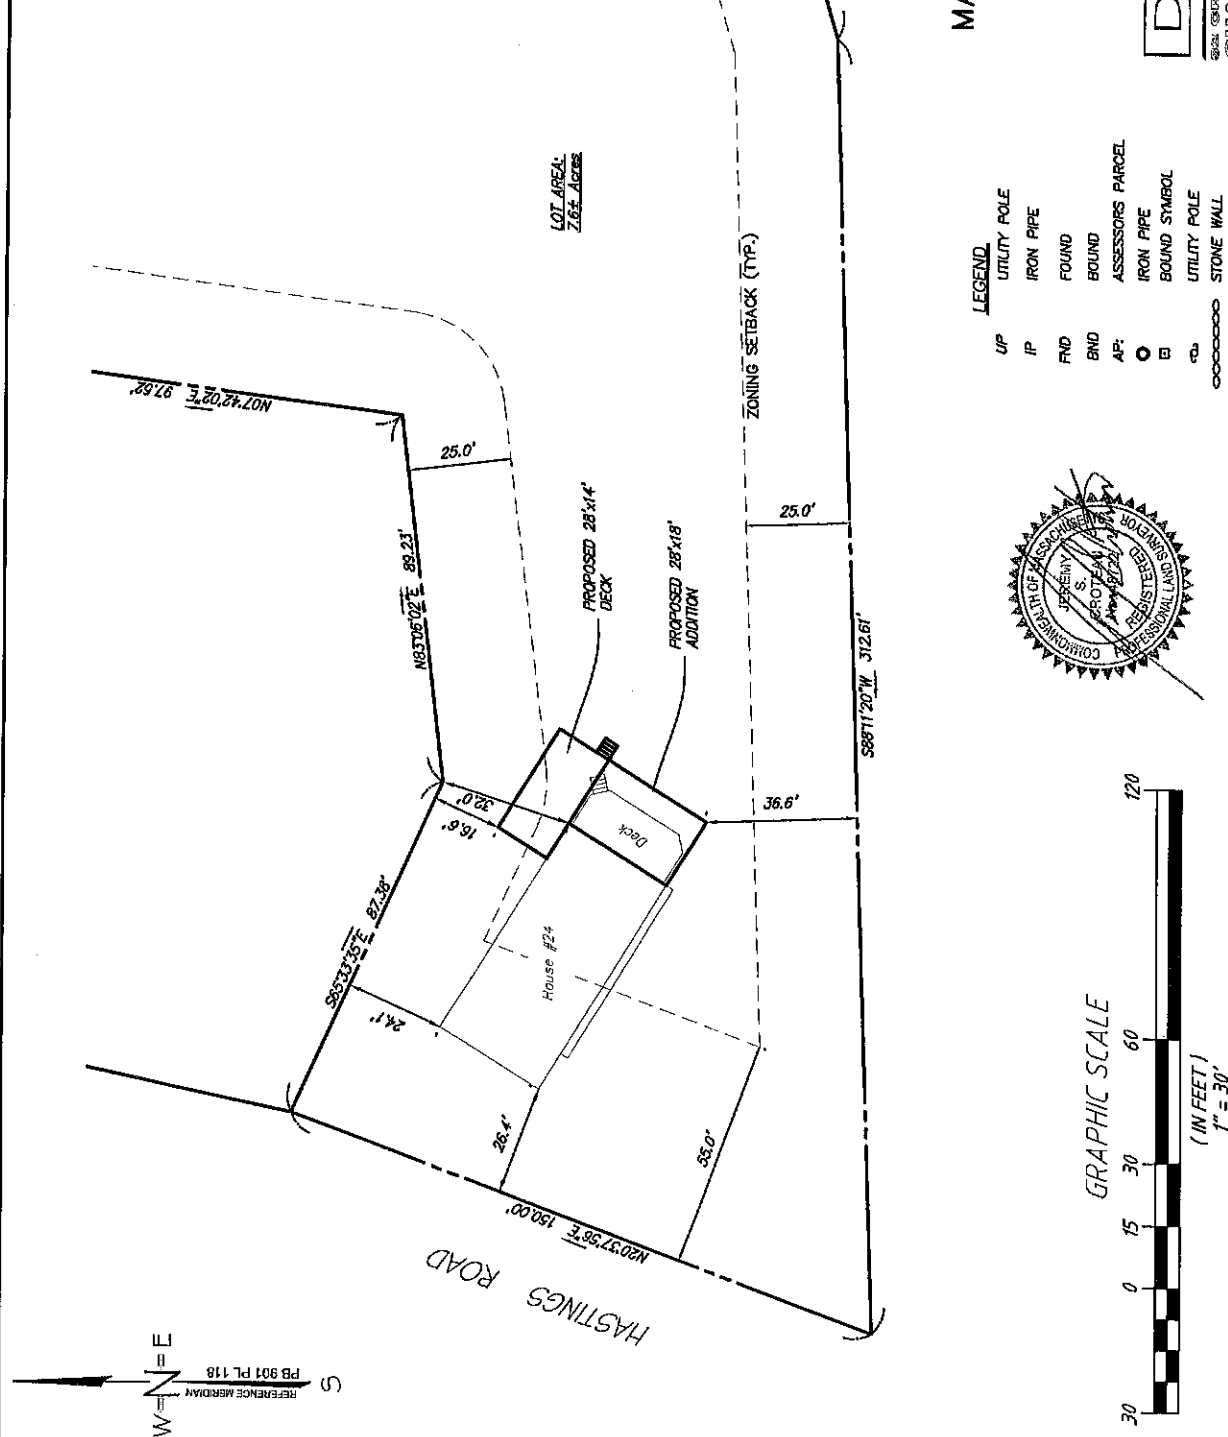 LOT AREA:
7.6± Acres
N07°42'02"E 97.52'
25.0'
N83°06'02"E 89.23'
PROPOSED 28'x14'
DECK
PROPOSED 28'x18'
ADDITION
ZONING SETBACK (TYP.)
25.0'
S88°11'20"W 312.61'
36.6'
32.0'
16.6'
Deck
House #24
S65°33'35"E 87.38'
24.1'
26.4'
55.0'
N20°37'56"E 150.00'
HASTINGS ROAD
W N E
S
REFERENCE MERIDIAN
PB 901 PL 118
MA
D
LEGEND
UP UTILITY POLE
IP IRON PIPE
FND FOUND
BND BOUND
AP: ASSESSORS PARCEL
IRON PIPE
BOUND SYMBOL
UTILITY POLE
STONE WALL
COMMONWEALTH OF MASSACHUSETTS
JEREMY
S.
CROTEAU
REGISTERED
PROFESSIONAL LAND SURVEYOR
GRAPHIC SCALE
30 0 15 30 60 120
( IN FEET )
1" = 30'